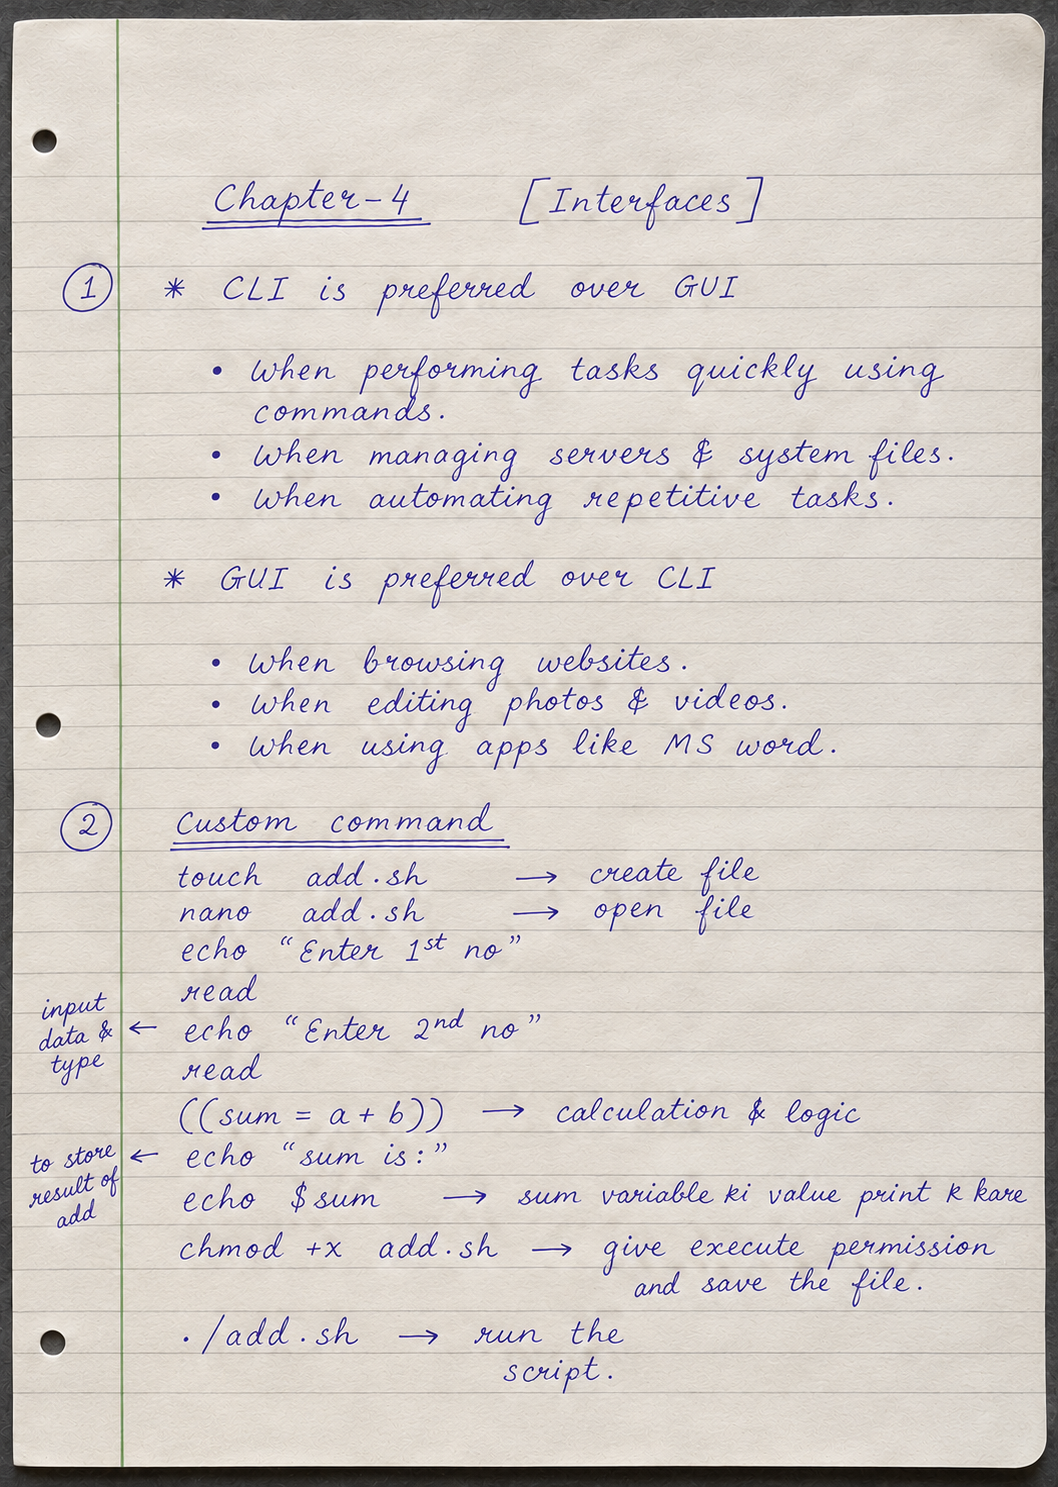 Chapter-4 [Interfaces]
1 * CLI is preferred over GUI
• When performing tasks quickly using
commands.
• When managing servers & system files.
• When automating repetitive tasks.
* GUI is preferred over CLI
• When browsing websites.
• When editing photos & videos.
• When using apps like MS word.
2 Custom command
touch add.sh → create file
nano add.sh → open file
echo “Enter 1st no”
read
input
data &
type
← echo “Enter 2nd no”
read
((sum = a + b)) → calculation & logic
to store
result of
add
← echo “sum is:”
echo $sum → sum variable ki value print k kare
chmod +x add.sh → give execute permission
and save the file.
./add.sh → run the
script.